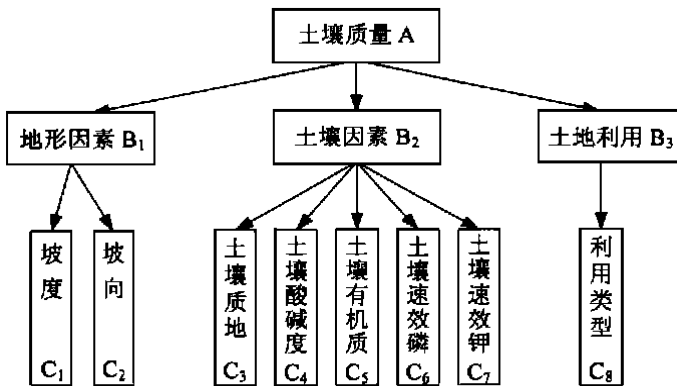 土壤质量 A
地形因素 B₁
土壤因素 B₂
土地利用 B₃
坡度 C₁
坡向 C₂
土壤质地 C₃
土壤酸碱度 C₄
土壤有机质 C₅
土壤速效磷 C₆
土壤速效钾 C₇
利用类型 C₈